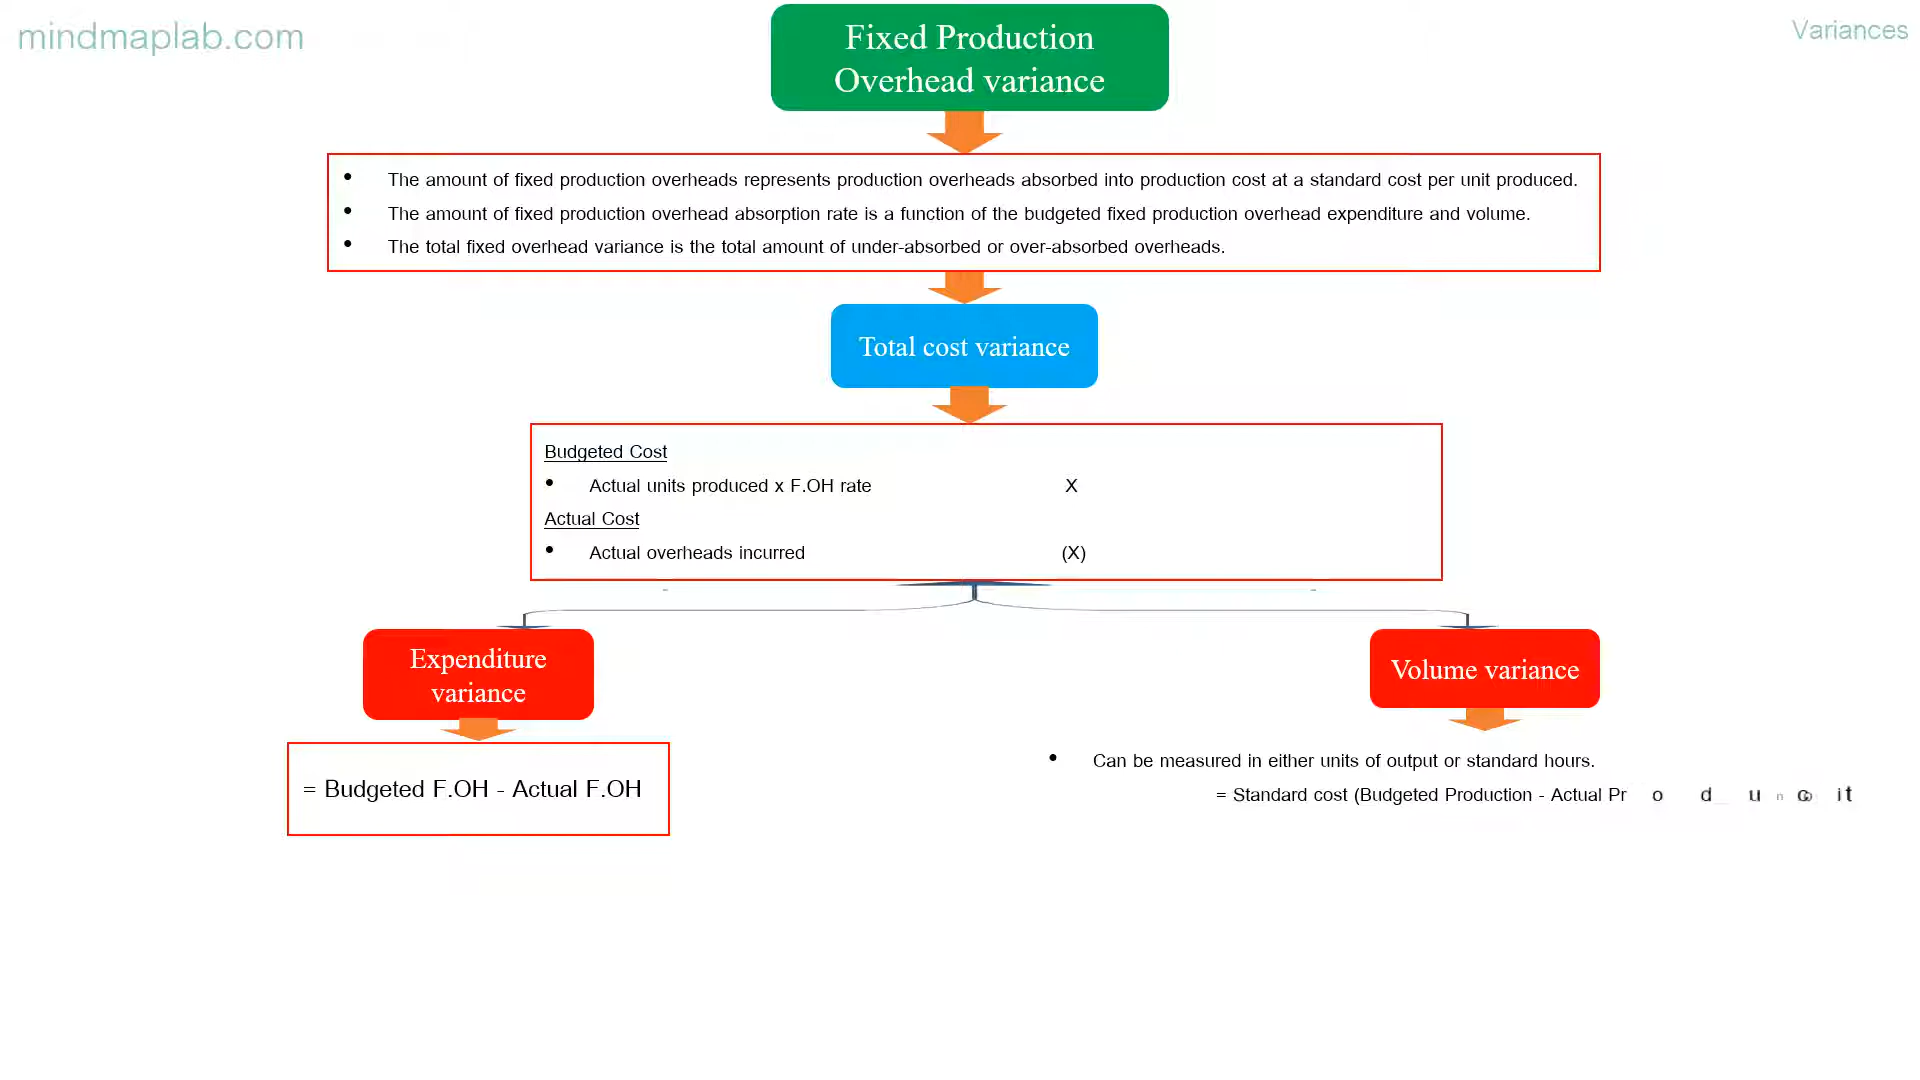 mindmaplab.com
Variances
Fixed Production
Overhead variance
• The amount of fixed production overheads represents production overheads absorbed into production cost at a standard cost per unit produced.
• The amount of fixed production overhead absorption rate is a function of the budgeted fixed production overhead expenditure and volume.
• The total fixed overhead variance is the total amount of under-absorbed or over-absorbed overheads.
Total cost variance
Budgeted Cost
• Actual units produced x F.OH rate X
Actual Cost
• Actual overheads incurred (X)
Expenditure
variance
Volume variance
= Budgeted F.OH - Actual F.OH
• Can be measured in either units of output or standard hours.
= Standard cost (Budgeted Production - Actual